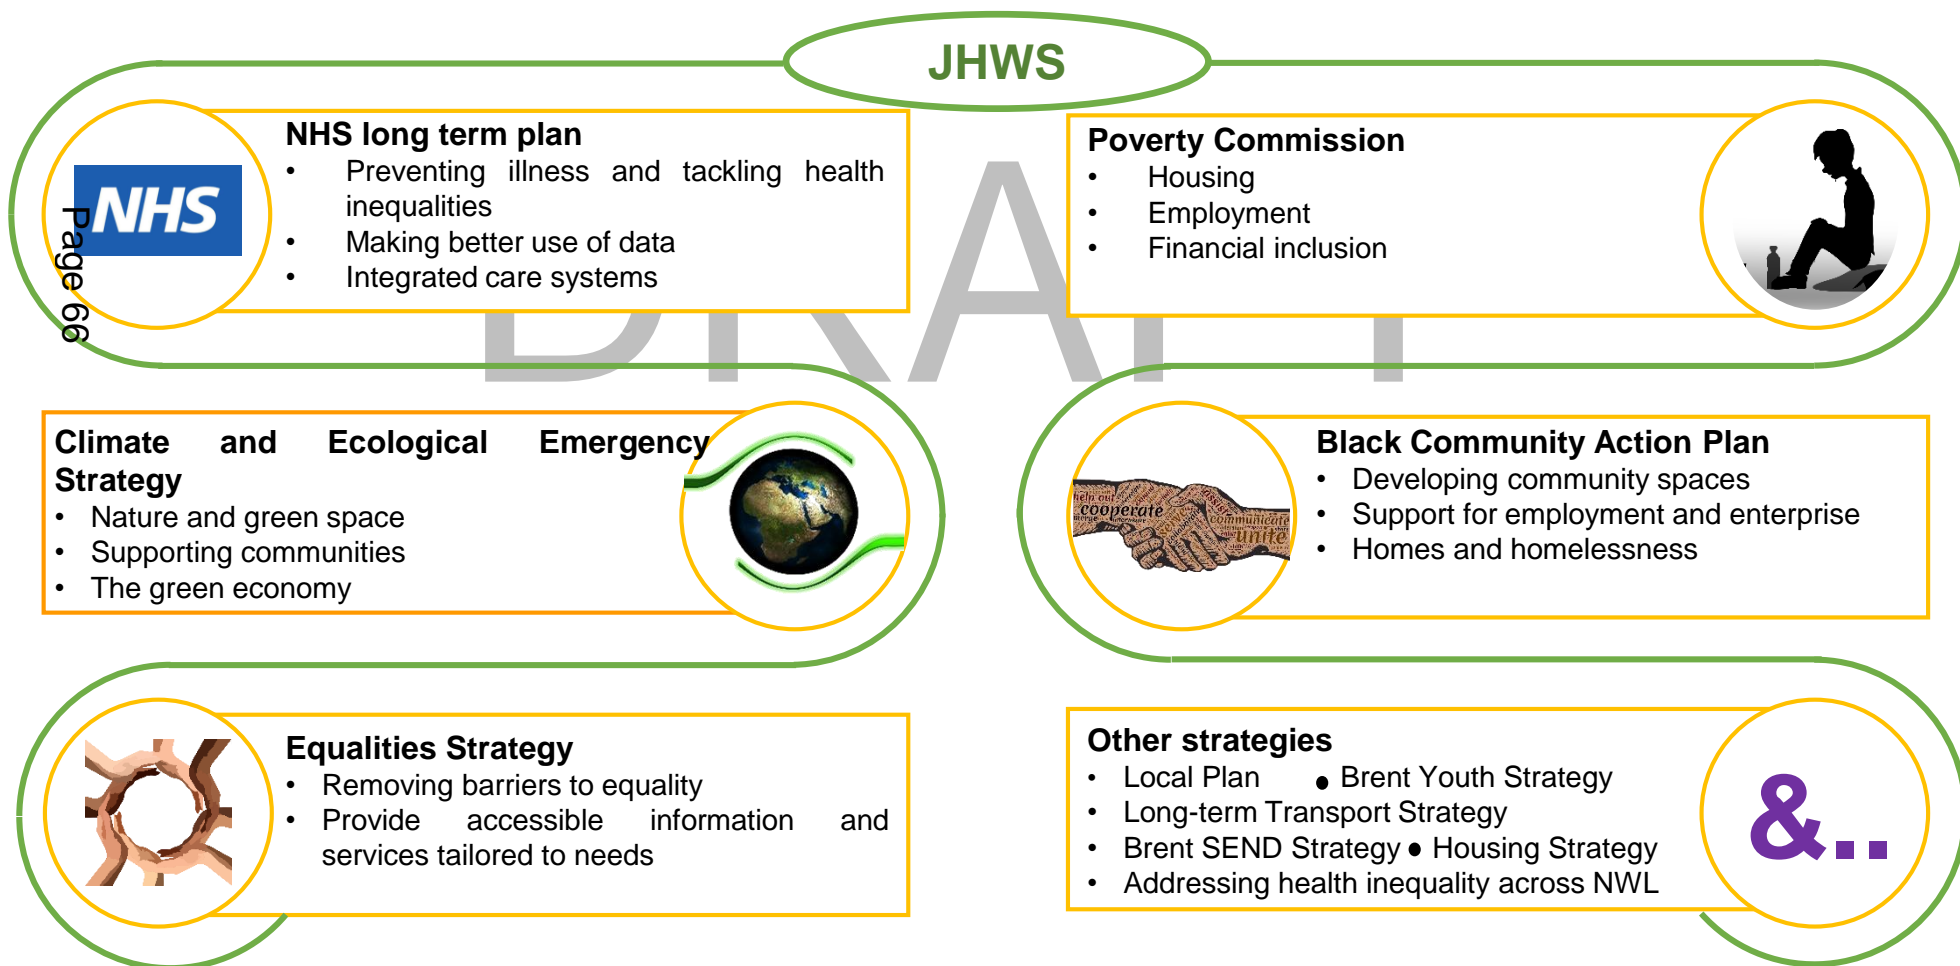 JHWS
NHS long term plan
• Preventing illness and tackling health
inequalities
• Making better use of data
• Integrated care systems
NHS
Page 66
Poverty Commission
• Housing
• Employment
• Financial inclusion
DRAFT
Climate and Ecological Emergency
Strategy
• Nature and green space
• Supporting communities
• The green economy
Black Community Action Plan
• Developing community spaces
• Support for employment and enterprise
• Homes and homelessness
help out
cooperate
communicate
unite
Equalities Strategy
• Removing barriers to equality
• Provide accessible information and
services tailored to needs
Other strategies
• Local Plan • Brent Youth Strategy
• Long-term Transport Strategy
• Brent SEND Strategy • Housing Strategy
• Addressing health inequality across NWL
&..